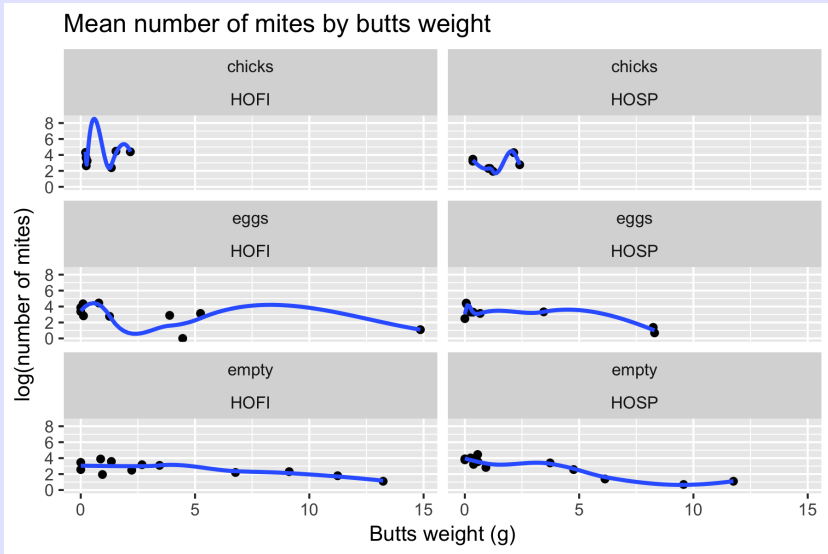 Mean number of mites by butts weight
chicks
HOFI
chicks
HOSP
8
6
4
2
0
eggs
HOFI
eggs
HOSP
8
6
4
2
0
empty
HOFI
empty
HOSP
8
6
4
2
0
0 5 10 15
0 5 10 15
log(number of mites)
Butts weight (g)